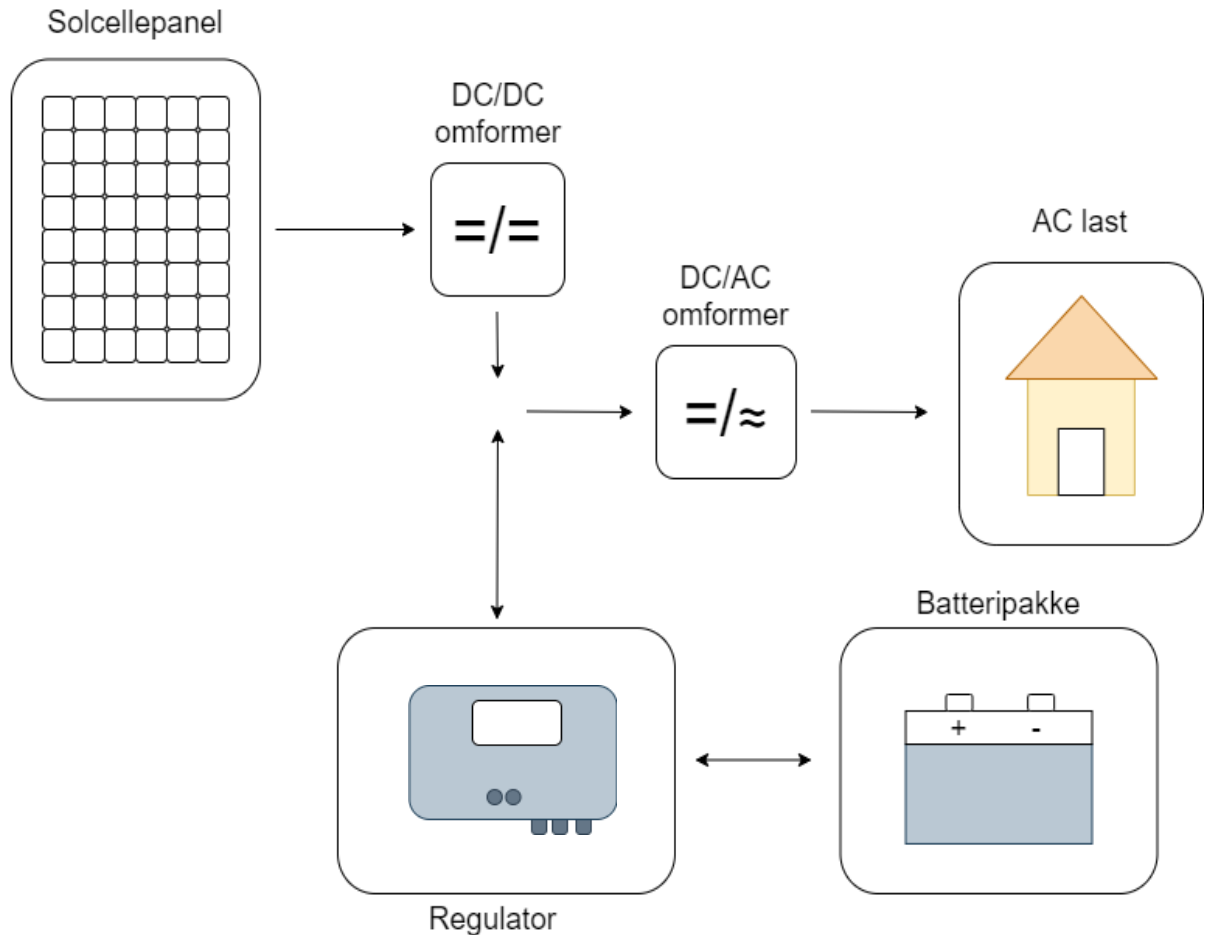 Solcellepanel
DC/DC
omformer
=/=
DC/AC
omformer
=/≈
AC last
Batteripakke
+ -
Regulator